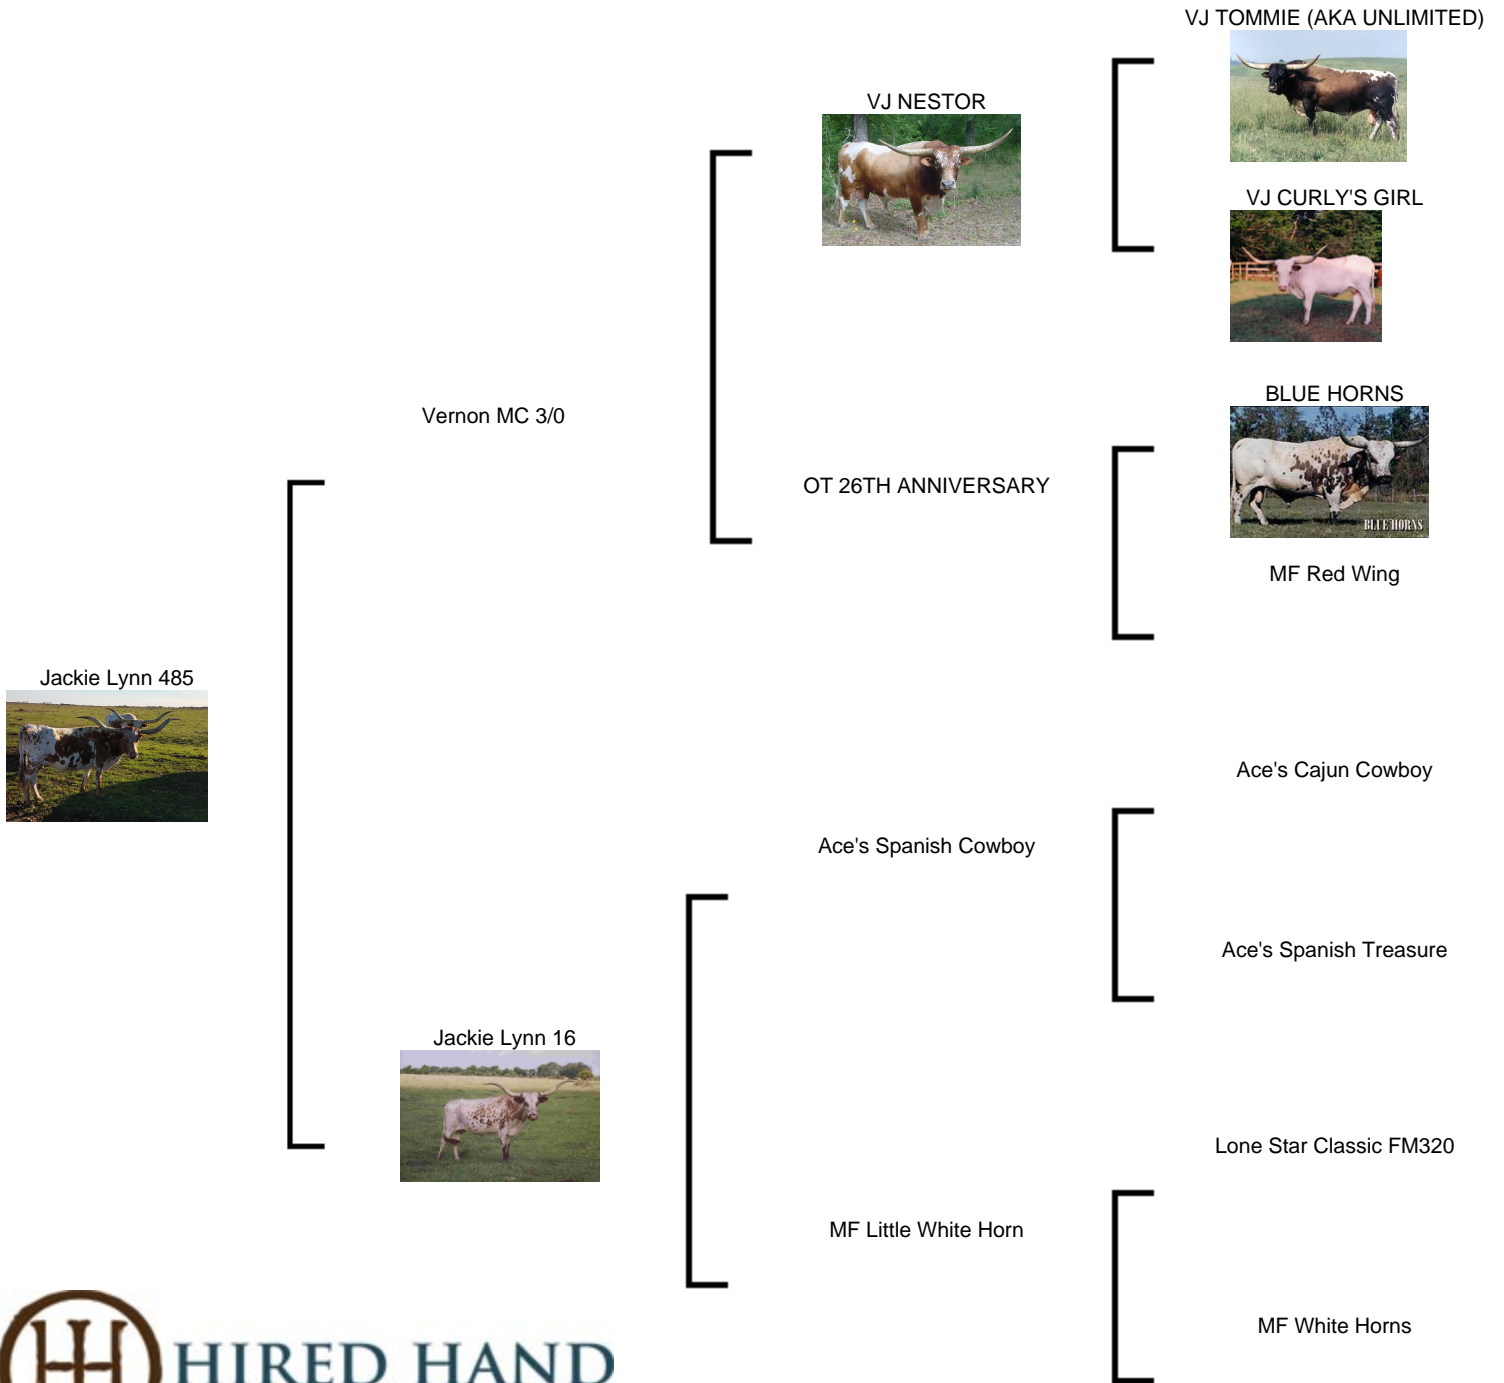 VJ TOMMIE (AKA UNLIMITED)
VJ NESTOR
VJ CURLY'S GIRL
Vernon MC 3/0
BLUE HORNS
BLUE HORNS
OT 26TH ANNIVERSARY
MF Red Wing
Jackie Lynn 485
Ace's Cajun Cowboy
Ace's Spanish Cowboy
Ace's Spanish Treasure
Jackie Lynn 16
Lone Star Classic FM320
MF Little White Horn
MF White Horns
HIRED HAND